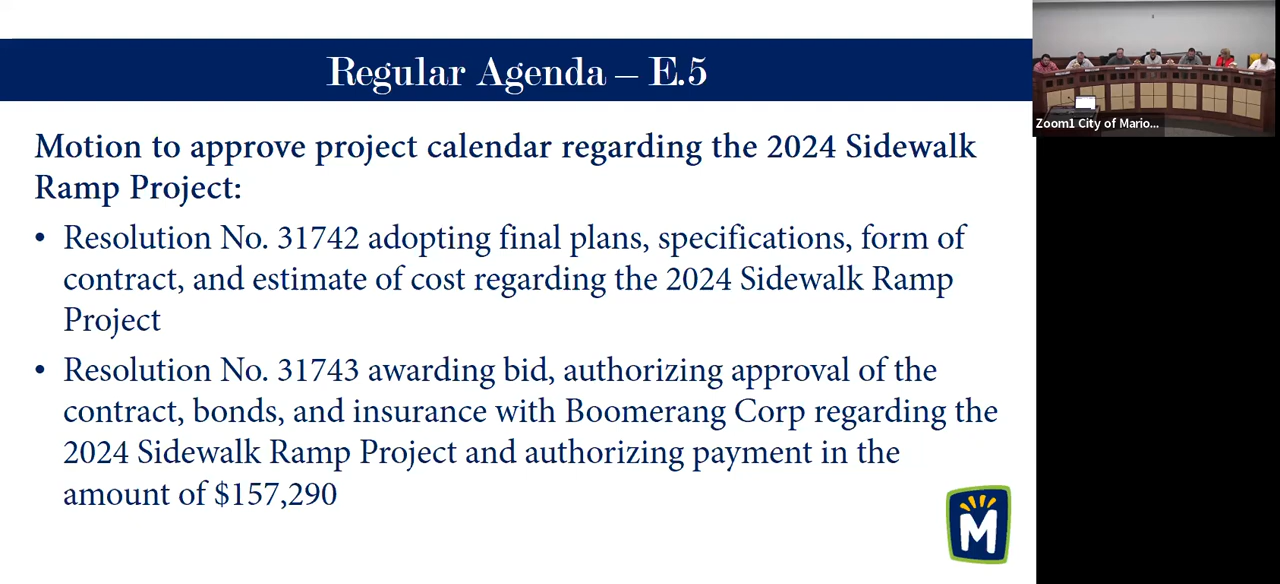 Regular Agenda – E.5
Zoom1 City of Mario...
Motion to approve project calendar regarding the 2024 Sidewalk
Ramp Project:
• Resolution No. 31742 adopting final plans, specifications, form of
contract, and estimate of cost regarding the 2024 Sidewalk Ramp
Project
• Resolution No. 31743 awarding bid, authorizing approval of the
contract, bonds, and insurance with Boomerang Corp regarding the
2024 Sidewalk Ramp Project and authorizing payment in the
amount of $157,290
M